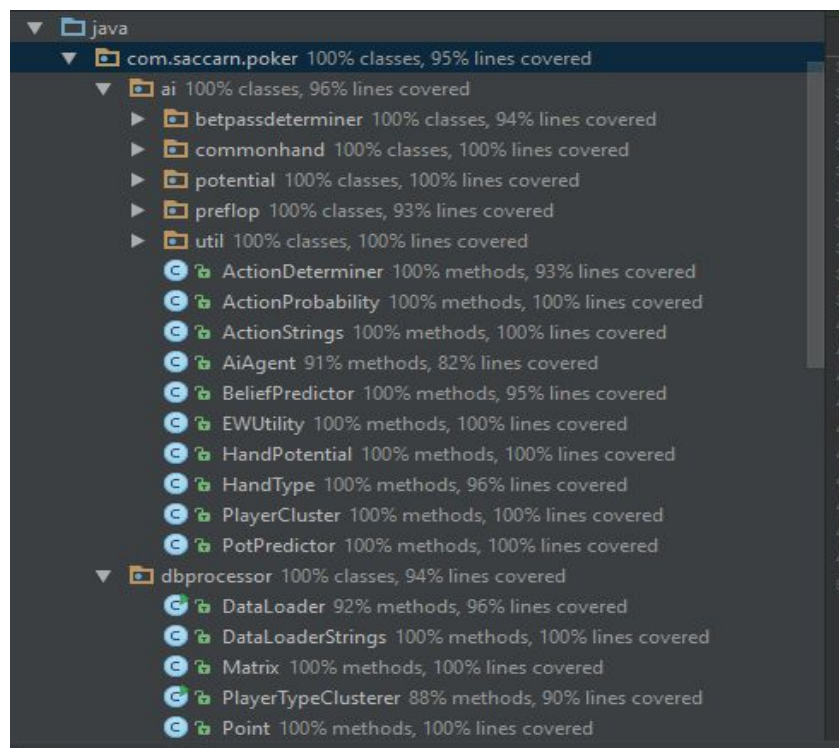 java
com.saccarn.poker 100% classes, 95% lines covered
ai 100% classes, 96% lines covered
betpassdeterminer 100% classes, 94% lines covered
commonhand 100% classes, 100% lines covered
potential 100% classes, 100% lines covered
preflop 100% classes, 93% lines covered
util 100% classes, 100% lines covered
ActionDeterminer 100% methods, 93% lines covered
ActionProbability 100% methods, 100% lines covered
ActionStrings 100% methods, 100% lines covered
AiAgent 91% methods, 82% lines covered
BeliefPredictor 100% methods, 95% lines covered
EWUtility 100% methods, 100% lines covered
HandPotential 100% methods, 100% lines covered
HandType 100% methods, 96% lines covered
PlayerCluster 100% methods, 100% lines covered
PotPredictor 100% methods, 100% lines covered
dbprocessor 100% classes, 94% lines covered
DataLoader 92% methods, 96% lines covered
DataLoaderStrings 100% methods, 100% lines covered
Matrix 100% methods, 100% lines covered
PlayerTypeClusterer 88% methods, 90% lines covered
Point 100% methods, 100% lines covered